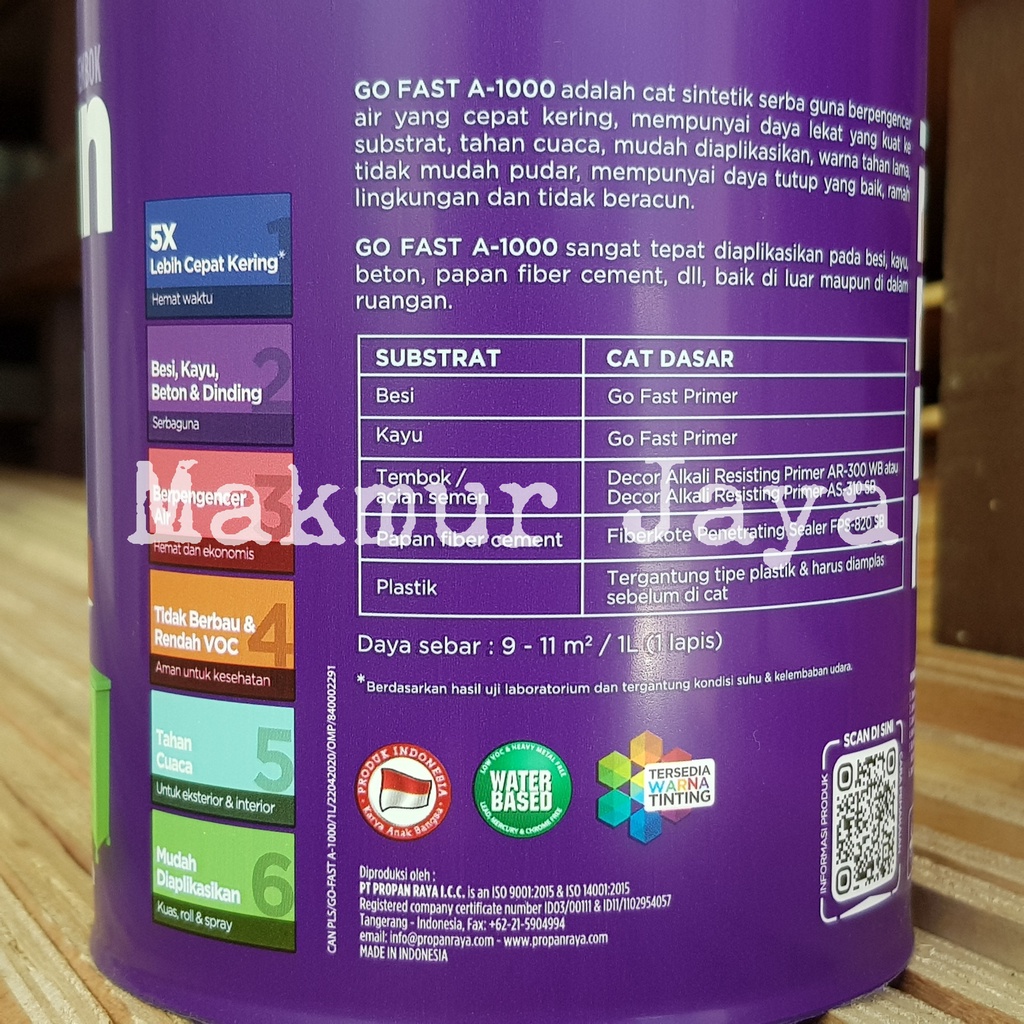 GO FAST A-1000 adalah cat sintetik serba guna berpengencer
air yang cepat kering, mempunyai daya lekat yang kuat ke
substrat, tahan cuaca, mudah diaplikasikan, warna tahan lama,
tidak mudah pudar, mempunyai daya tutup yang baik, ramah
lingkungan dan tidak beracun.
GO FAST A-1000 sangat tepat diaplikasikan pada besi, kayu,
beton, papan fiber cement, dll, baik di luar maupun di dalam
ruangan.
SUBSTRAT CAT DASAR
Besi Go Fast Primer
Kayu Go Fast Primer
Tembok / Decor Alkali Resisting Primer AR-300 WB atau
acian semen Decor Alkali Resisting Primer AS-310 SB
Papan fiber cement Fiberkote Penetrating Sealer FPS-820 SB
Plastik Tergantung tipe plastik & harus diamplas
sebelum di cat
Daya sebar : 9 - 11 m² / 1L (1 lapis)
*Berdasarkan hasil uji laboratorium dan tergantung kondisi suhu & kelembaban udara.
1
5X
Lebih Cepat Kering*
Hemat waktu
2
Besi, Kayu,
Beton & Dinding
Serbaguna
3
Berpengencer
Air
Hemat dan ekonomis
4
Tidak Berbau &
Rendah VOC
Aman untuk kesehatan
5
Tahan
Cuaca
Untuk eksterior & interior
6
Mudah
Diaplikasikan
Kuas, roll & spray
CAN PLS/GO-FAST A-1000/1L/22042020/OMP/840002291
PRODUK INDONESIA
Karya Anak Bangsa
LOW VOC & HEAVY METAL FREE
WATER
BASED
LEAD, MERCURY & CHROME FREE
TERSEDIA
WARNA
TINTING
SCAN DI SINI
INFORMASI PRODUK
Diproduksi oleh :
PT PROPAN RAYA I.C.C. is an ISO 9001:2015 & ISO 14001:2015
Registered company certificate number ID03/00111 & ID11/1102954057
Tangerang - Indonesia, Fax: +62-21-5904994
email: info@propanraya.com - www.propanraya.com
MADE IN INDONESIA
Makmur Jaya